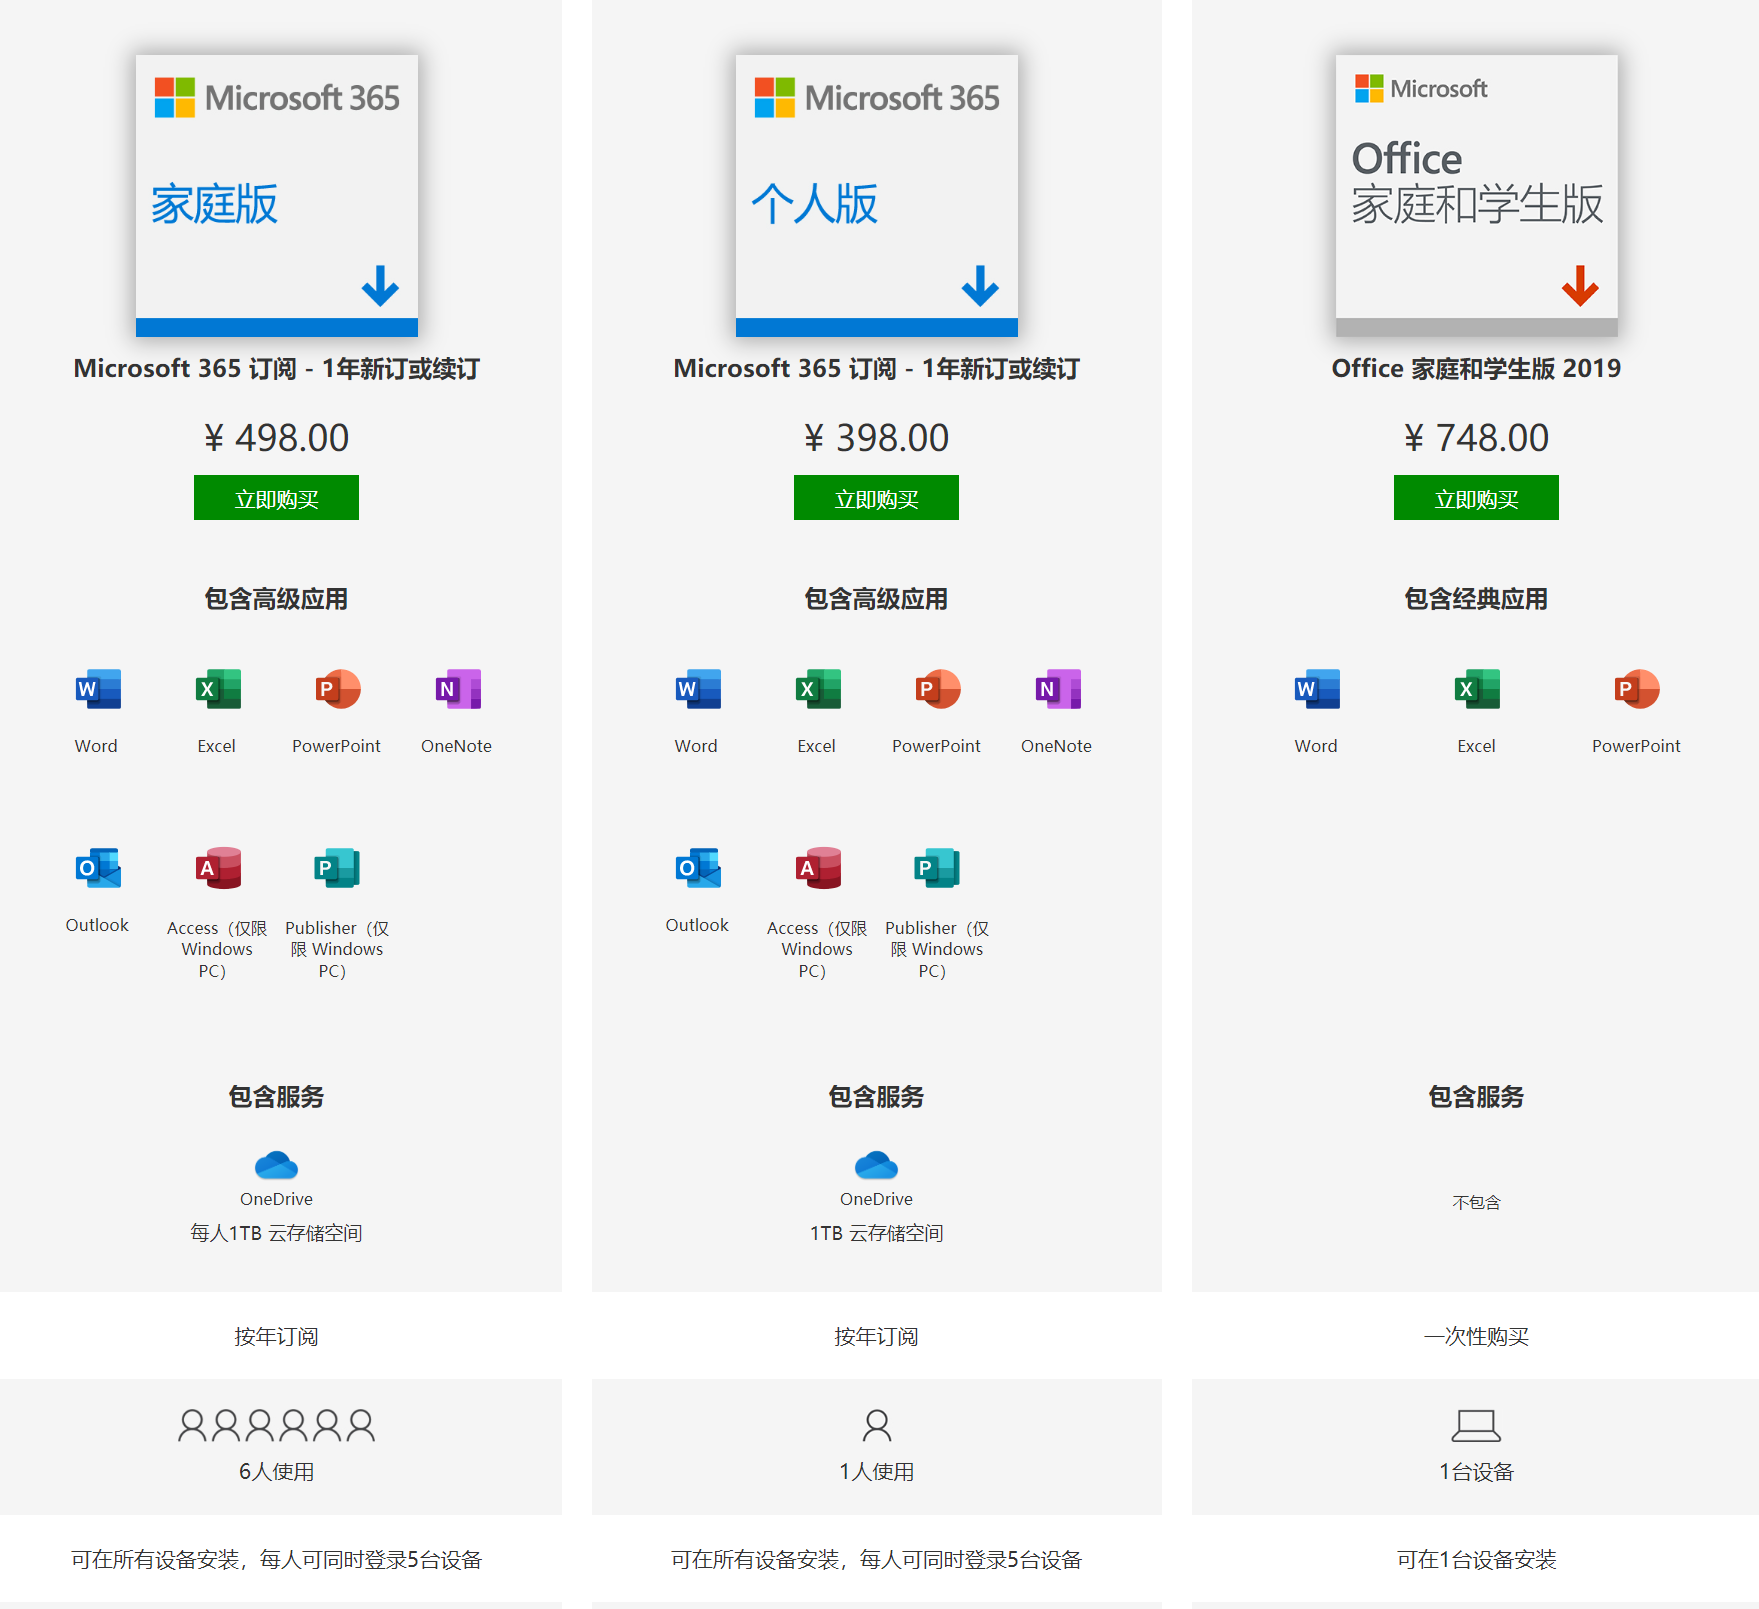 Microsoft 365
家庭版
Microsoft 365 订阅 - 1年新订或续订
¥ 498.00
立即购买
包含高级应用
W X P N
Word Excel PowerPoint OneNote
O A P
Outlook
Access（仅限
Windows
PC）
Publisher（仅
限 Windows
PC）
包含服务
OneDrive
每人1TB 云存储空间
按年订阅
6人使用
可在所有设备安装，每人可同时登录5台设备
Microsoft 365
个人版
Microsoft 365 订阅 - 1年新订或续订
¥ 398.00
立即购买
包含高级应用
W X P N
Word Excel PowerPoint OneNote
O A P
Outlook
Access（仅限
Windows
PC）
Publisher（仅
限 Windows
PC）
包含服务
OneDrive
1TB 云存储空间
按年订阅
1人使用
可在所有设备安装，每人可同时登录5台设备
Microsoft
Office
家庭和学生版
Office 家庭和学生版 2019
¥ 748.00
立即购买
包含经典应用
W X P
Word Excel PowerPoint
包含服务
不包含
一次性购买
1台设备
可在1台设备安装